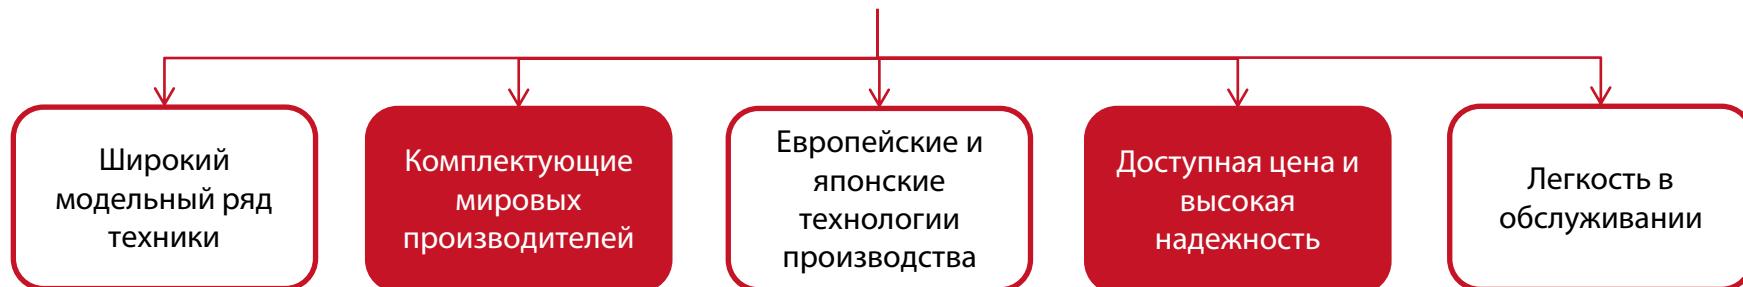 Широкий
модельный ряд
техники
Комплектующие
мировых
производителей
Европейские и
японские
технологии
производства
Доступная цена и
высокая
надежность
Легкость в
обслуживании